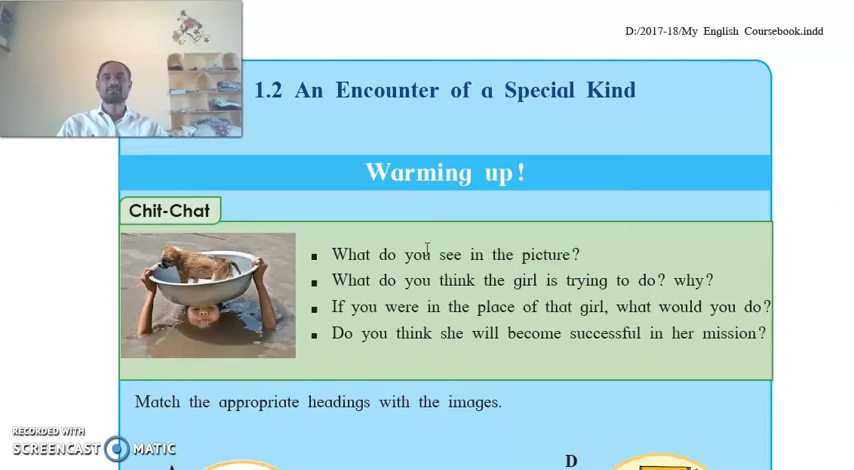 D:/2017-18/My English Coursebook.indd
1.2 An Encounter of a Special Kind
Warming up!
Chit-Chat
■ What do you see in the picture?
■ What do you think the girl is trying to do? why?
■ If you were in the place of that girl, what would you do?
■ Do you think she will become successful in her mission?
Match the appropriate headings with the images.
RECORDED WITH
SCREENCAST MATIC
A
D